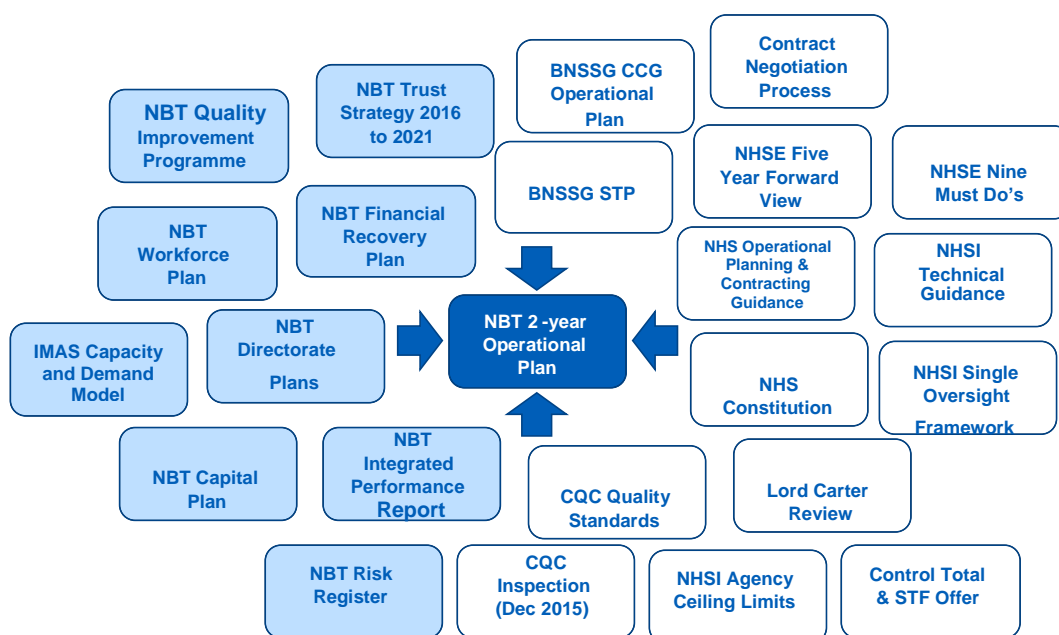 BNSSG CCG
Operational
Plan
Contract
Negotiation
Process
NBT Trust
Strategy 2016
to 2021
NBT Quality
Improvement
Programme
NHSE Five
Year Forward
View
NHSE Nine
Must Do's
BNSSG STP
NBT Financial
Recovery
Plan
NBT
Workforce
Plan
NHS Operational
Planning &
Contracting
Guidance
NHSI
Technical
Guidance
NBT 2 -year
Operational
Plan
NBT
Directorate
Plans
IMAS Capacity
and Demand
Model
NHS
Constitution
NHSI Single
Oversight
Framework
NBT Capital
Plan
NBT
Integrated
Performance
Report
CQC Quality
Standards
Lord Carter
Review
NBT Risk
Register
CQC
Inspection
(Dec 2015)
NHSI Agency
Ceiling Limits
Control Total
& STF Offer